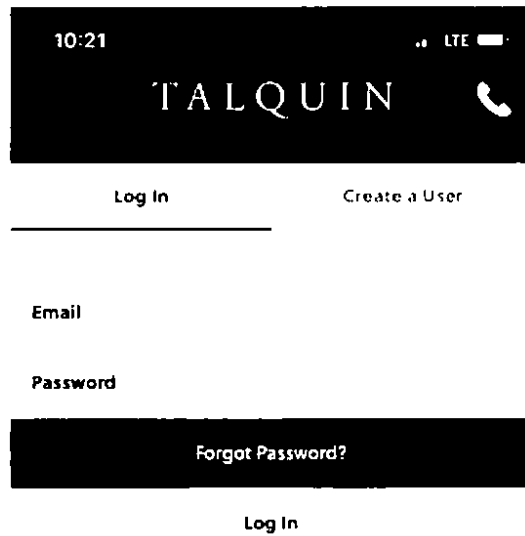 10:21 LTE
TALQUIN
Log In Create a User
Email
Password
Forgot Password?
Log In